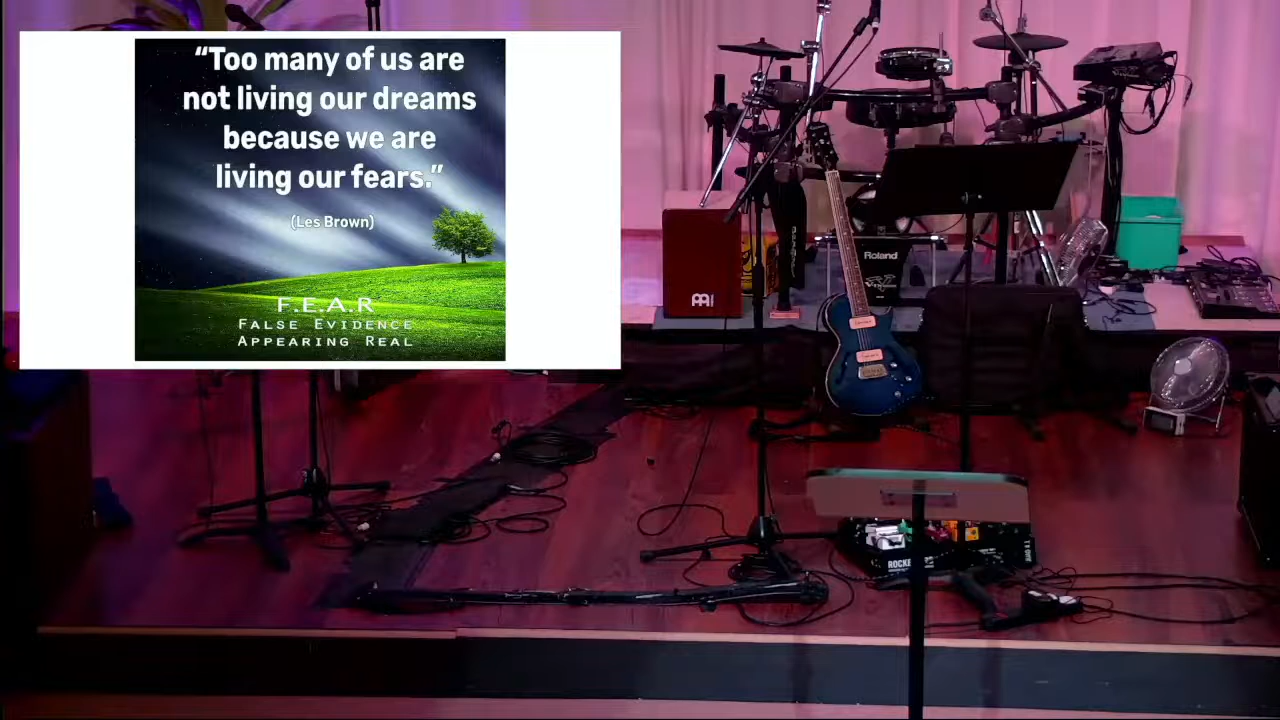 “Too many of us are
not living our dreams
because we are
living our fears.”
(Les Brown)
F.E.A.R
FALSE EVIDENCE
APPEARING REAL
Roland
ROCK